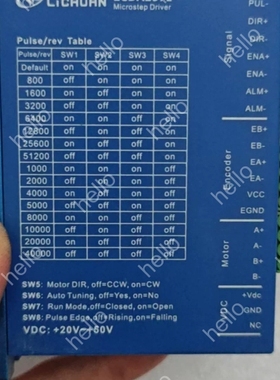 LICHUAN
Microstep Driver
Pulse/rev Table
Pulse/rev SW1 SW2 SW3 SW4
Default on on on on
800 off on on on
1600 on off on on
3200 off off on on
6400 on on off on
12800 off on off on
25600 on off off on
51200 off off off on
1000 on on on off
2000 off on on off
4000 on off on off
5000 off off on off
8000 on on off off
10000 off on off off
20000 on off off off
40000 off off off off
SW5: Motor DIR, off=CCW, on=CW
SW6: Auto Tuning, off=Yes, on=No
SW7: Run Mode, off=Closed, on=Open
SW8: Pulse Edge, off=Rising, on=Falling
VDC: +20V~+60V
PUL-
DIR+
DIR-
ENA+
ENA-
ALM+
ALM-
Signal
EB+
EB-
EA+
EA-
VCC
EGND
Encoder
A+
A-
B+
B-
Motor
+Vdc
GND
NC
hello
hello
hello
hello
hello
hello
hello
hello